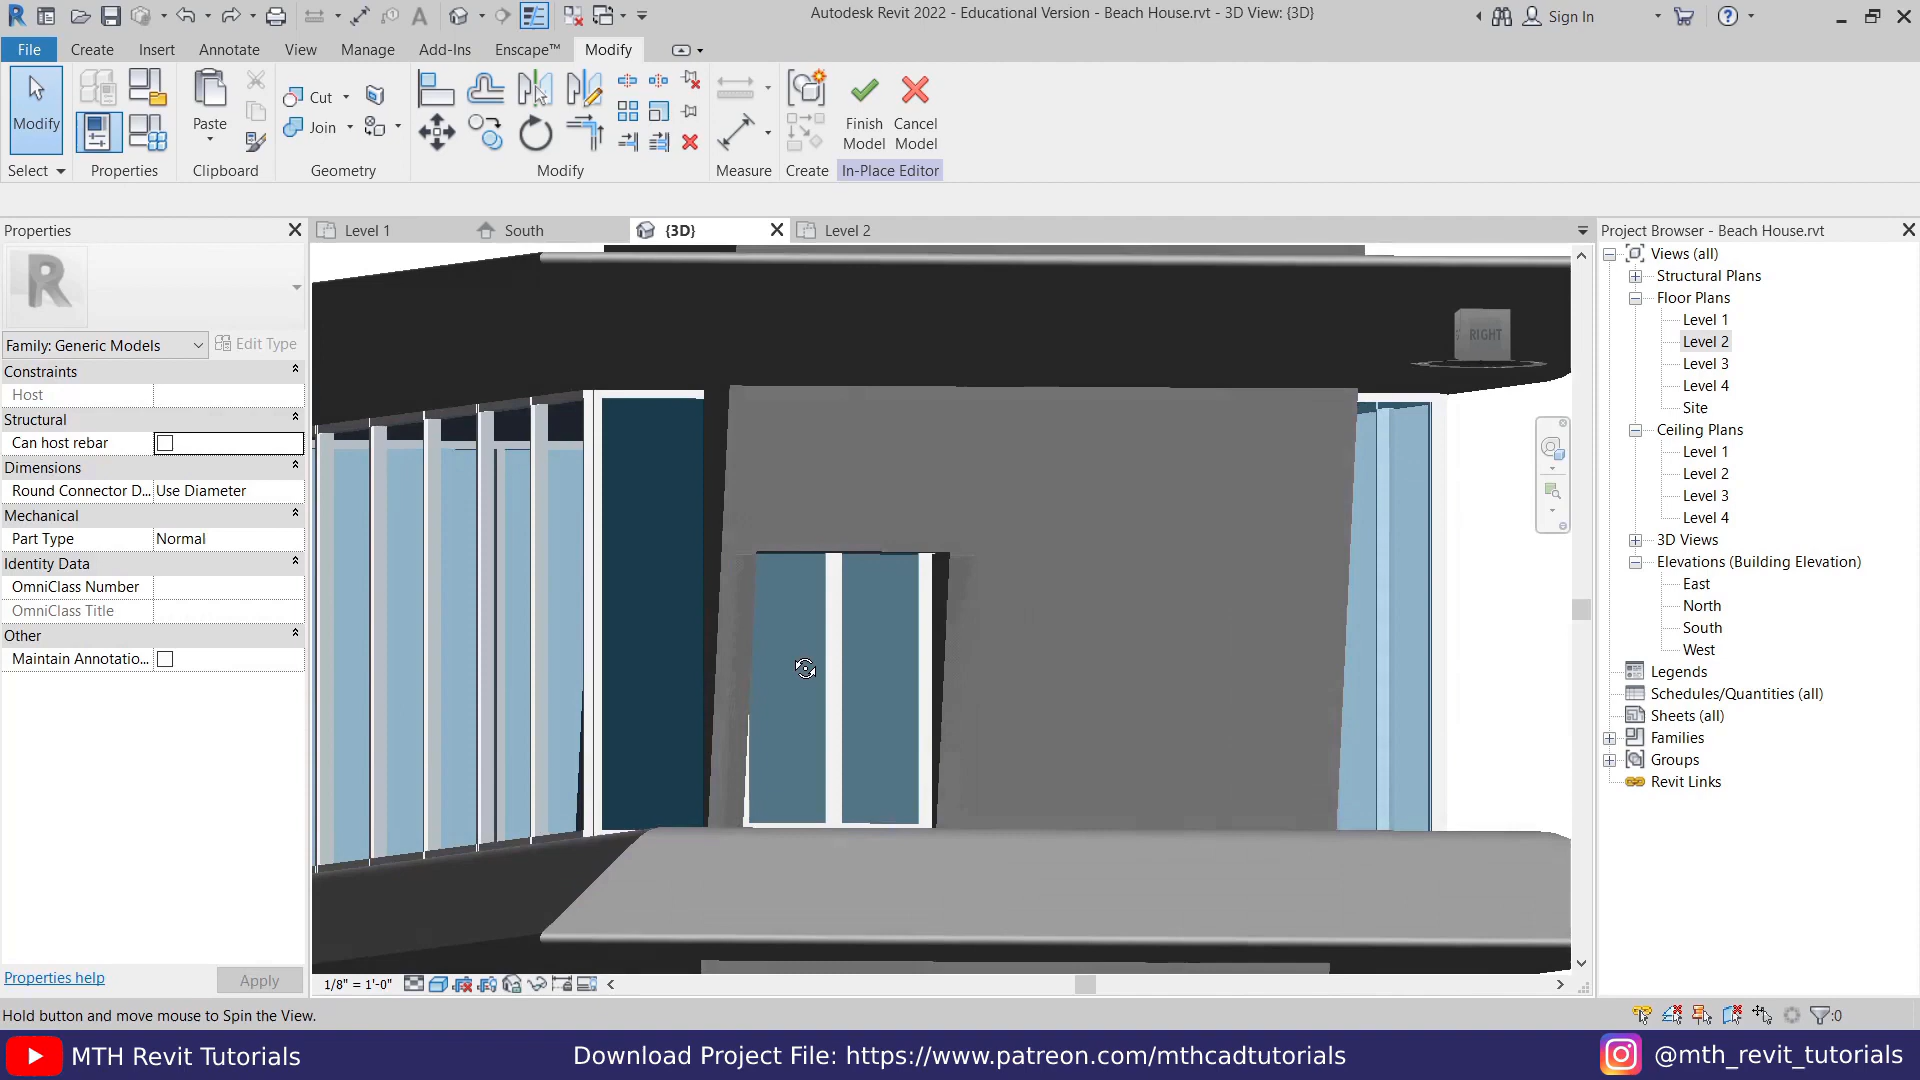 Autodesk Revit 2022 - Educational Version - Beach House.rvt - 3D View: {3D}
Sign In
File
Create
Insert
Annotate
View
Manage
Add-Ins
Enscape™
Modify
Modify
Paste
Cut
Join
Finish Model
Cancel Model
Select
Properties
Clipboard
Geometry
Modify
Measure
Create
In-Place Editor
Properties
Level 1
South
{3D}
Level 2
Project Browser - Beach House.rvt
Family: Generic Models
Edit Type
Constraints
Host
Structural
Can host rebar
Dimensions
Round Connector D... Use Diameter
Mechanical
Part Type Normal
Identity Data
OmniClass Number
OmniClass Title
Other
Maintain Annotatio...
Properties help
Apply
RIGHT
Views (all)
Structural Plans
Floor Plans
Level 1
Level 2
Level 3
Level 4
Site
Ceiling Plans
Level 1
Level 2
Level 3
Level 4
3D Views
Elevations (Building Elevation)
East
North
South
West
Legends
Schedules/Quantities (all)
Sheets (all)
Families
Groups
Revit Links
1/8" = 1'-0"
Hold button and move mouse to Spin the View.
:0
MTH Revit Tutorials
Download Project File: https://www.patreon.com/mthcadtutorials
@mth_revit_tutorials